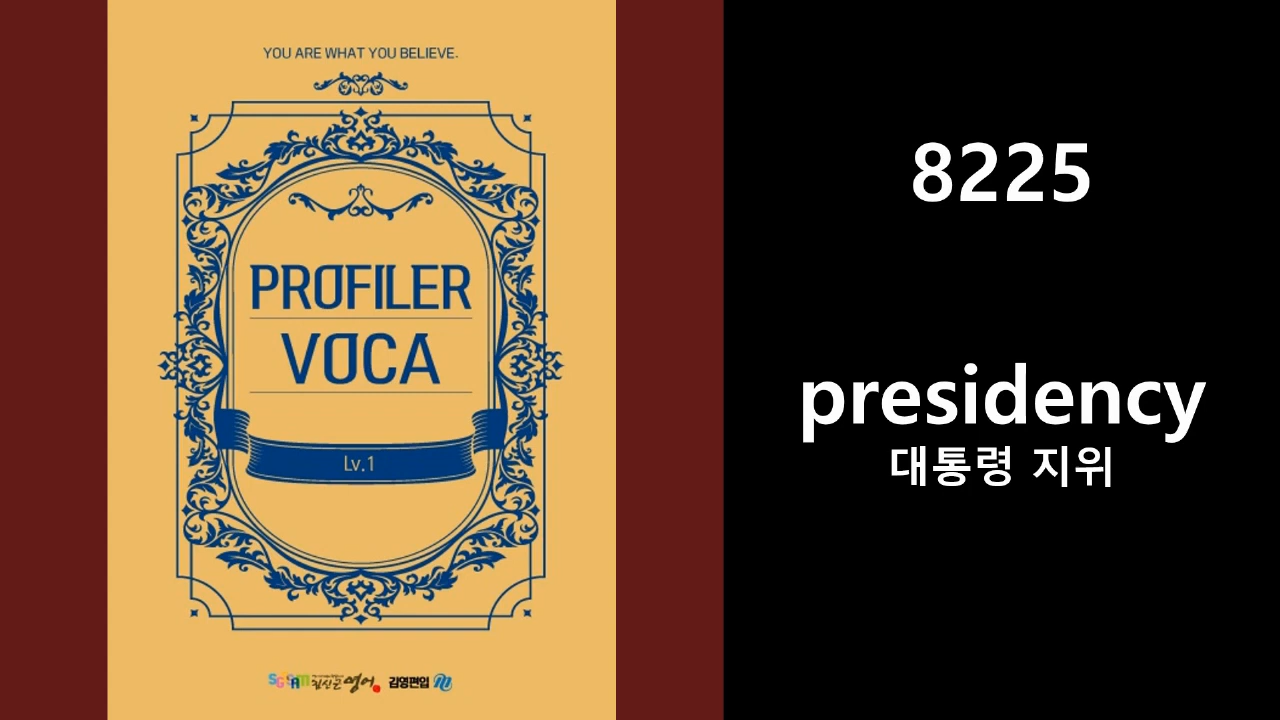 YOU ARE WHAT YOU BELIEVE.
PROFILER
VOCA
Lv.1
김영편입
8225
presidency
대통령 지위